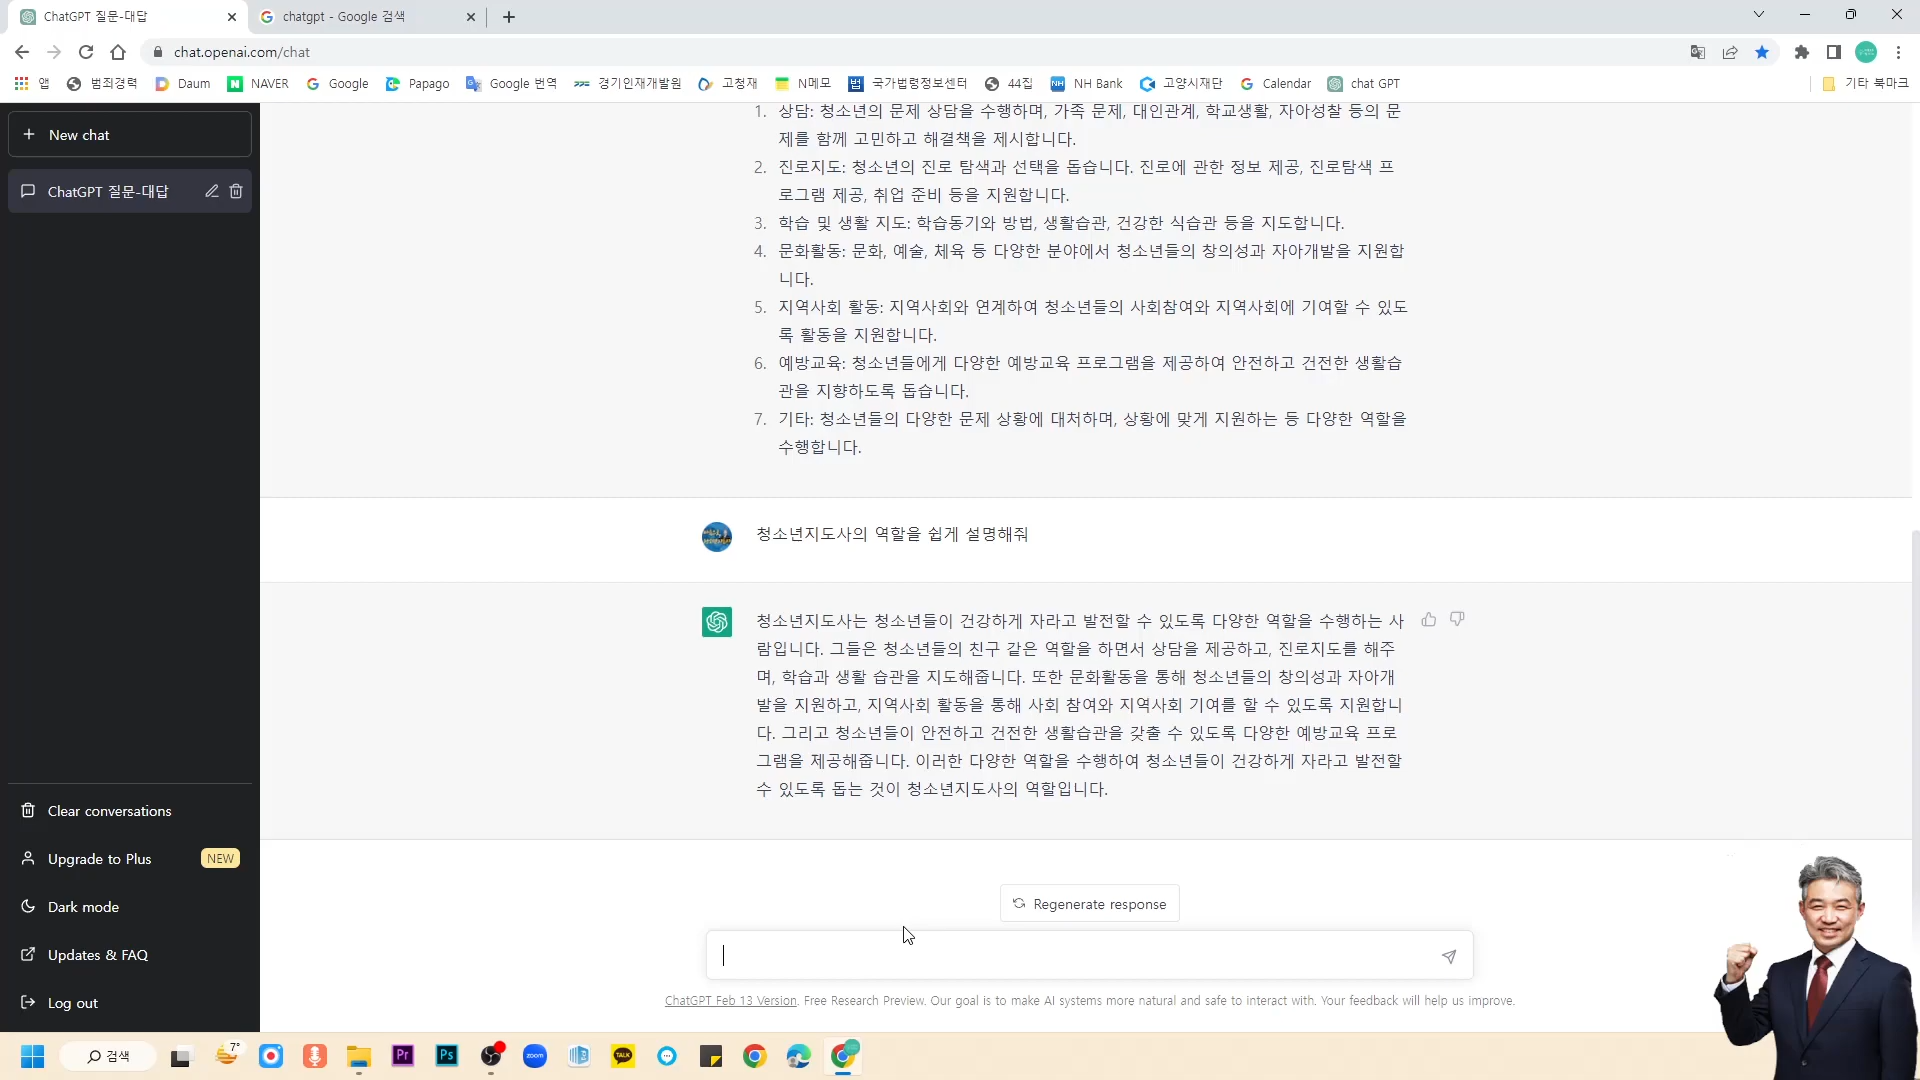 ChatGPT 질문-대답
chatgpt - Google 검색
chat.openai.com/chat
앱
범죄경력
Daum
NAVER
Google
Papago
Google 번역
경기인재개발원
고청재
N메모
국가법령정보센터
44집
NH Bank
고양시재단
Calendar
chat GPT
기타 북마크
New chat
ChatGPT 질문-대답
1. 상담: 청소년의 문제 상담을 수행하며, 가족 문제, 대인관계, 학교생활, 자아성찰 등의 문
제를 함께 고민하고 해결책을 제시합니다.
2. 진로지도: 청소년의 진로 탐색과 선택을 돕습니다. 진로에 관한 정보 제공, 진로탐색 프
로그램 제공, 취업 준비 등을 지원합니다.
3. 학습 및 생활 지도: 학습동기와 방법, 생활습관, 건강한 식습관 등을 지도합니다.
4. 문화활동: 문화, 예술, 체육 등 다양한 분야에서 청소년들의 창의성과 자아개발을 지원합
니다.
5. 지역사회 활동: 지역사회와 연계하여 청소년들의 사회참여와 지역사회에 기여할 수 있도
록 활동을 지원합니다.
6. 예방교육: 청소년들에게 다양한 예방교육 프로그램을 제공하여 안전하고 건전한 생활습
관을 지향하도록 돕습니다.
7. 기타: 청소년들의 다양한 문제 상황에 대처하며, 상황에 맞게 지원하는 등 다양한 역할을
수행합니다.
청소년지도사의 역할을 쉽게 설명해줘
청소년지도사는 청소년들이 건강하게 자라고 발전할 수 있도록 다양한 역할을 수행하는 사
람입니다. 그들은 청소년들의 친구 같은 역할을 하면서 상담을 제공하고, 진로지도를 해주
며, 학습과 생활 습관을 지도해줍니다. 또한 문화활동을 통해 청소년들의 창의성과 자아개
발을 지원하고, 지역사회 활동을 통해 사회 참여와 지역사회 기여를 할 수 있도록 지원합니
다. 그리고 청소년들이 안전하고 건전한 생활습관을 갖출 수 있도록 다양한 예방교육 프로
그램을 제공해줍니다. 이러한 다양한 역할을 수행하여 청소년들이 건강하게 자라고 발전할
수 있도록 돕는 것이 청소년지도사의 역할입니다.
Clear conversations
Upgrade to Plus
NEW
Dark mode
Updates & FAQ
Log out
Regenerate response
ChatGPT Feb 13 Version. Free Research Preview. Our goal is to make AI systems more natural and safe to interact with. Your feedback will help us improve.
검색
7°
Pr
Ps
zoom
TALK